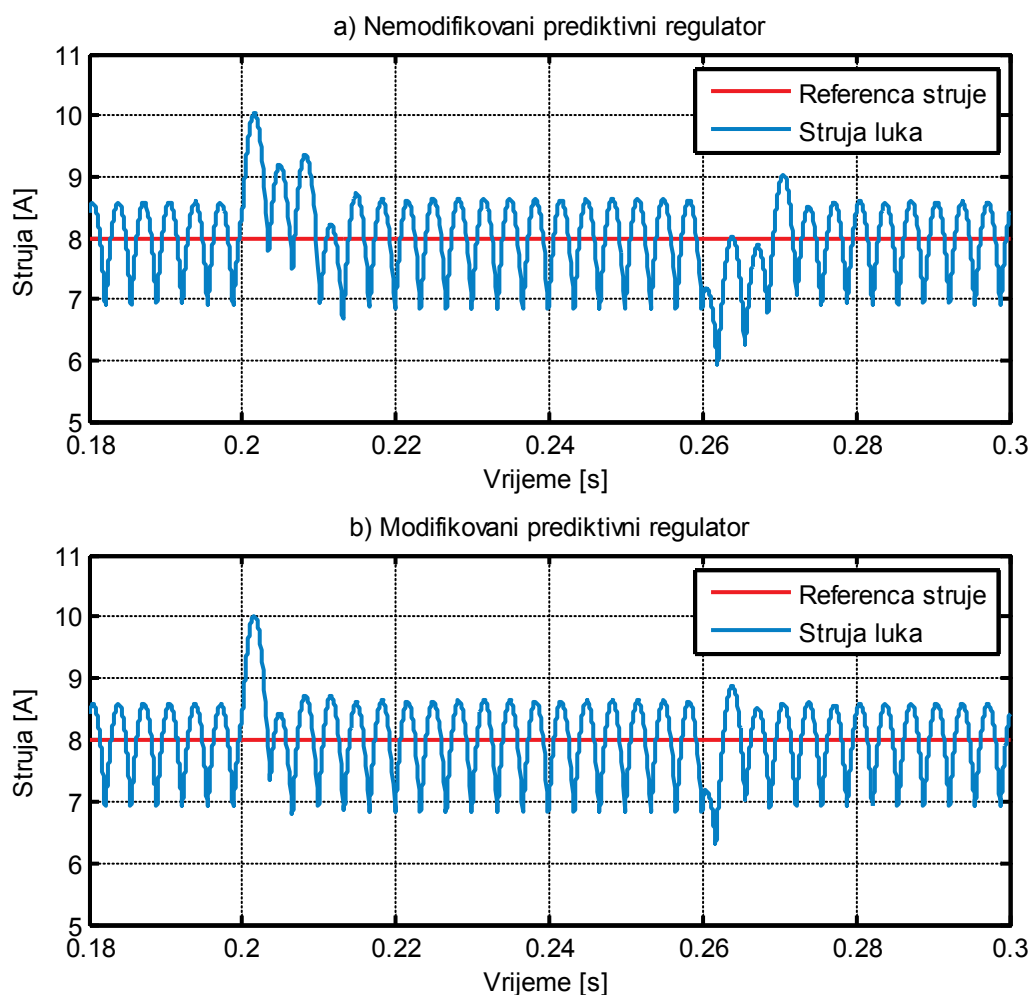 a) Nemodifikovani prediktivni regulator
11
10
9
8
7
6
5
Struja [A]
Referenca struje
Struja luka
0.18 0.2 0.22 0.24 0.26 0.28 0.3
Vrijeme [s]
b) Modifikovani prediktivni regulator
11
10
9
8
7
6
5
Struja [A]
Referenca struje
Struja luka
0.18 0.2 0.22 0.24 0.26 0.28 0.3
Vrijeme [s]